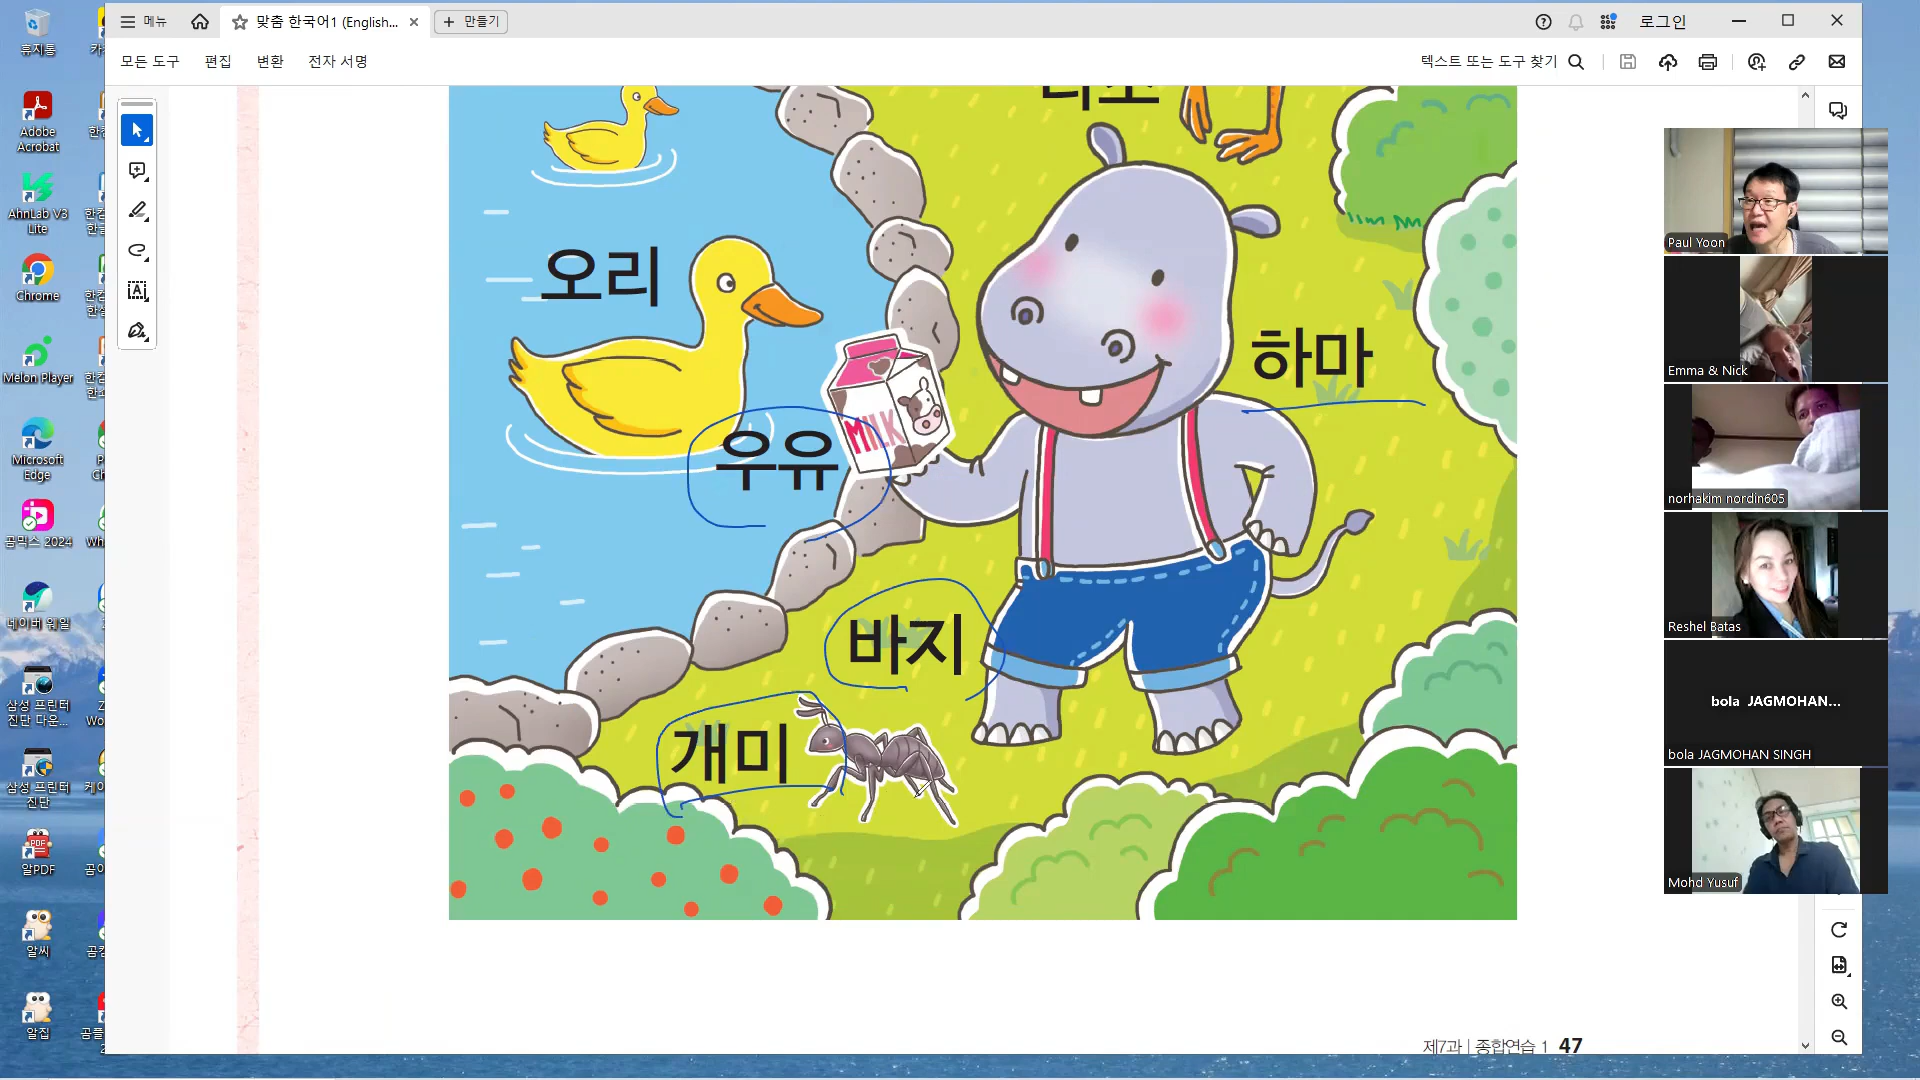 메뉴
맞춤 한국어1 (English...
만들기
로그인
모든 도구
편집
변환
전자 서명
텍스트 또는 도구 찾기
휴지통
Adobe Acrobat
AhnLab V3 Lite
Chrome
Melon Player
Microsoft Edge
곰믹스 2024
네이버 웨일
삼성 프린터 진단 다운...
삼성 프린터 진단
알PDF
알씨
알집
오리
하마
MILK
우유
바지
개미
제7과 | 종합연습 1 47
Paul Yoon
Emma & Nick
norhakim nordin605
Reshel Batas
bola JAGMOHAN...
bola JAGMOHAN SINGH
Mohd Yusuf